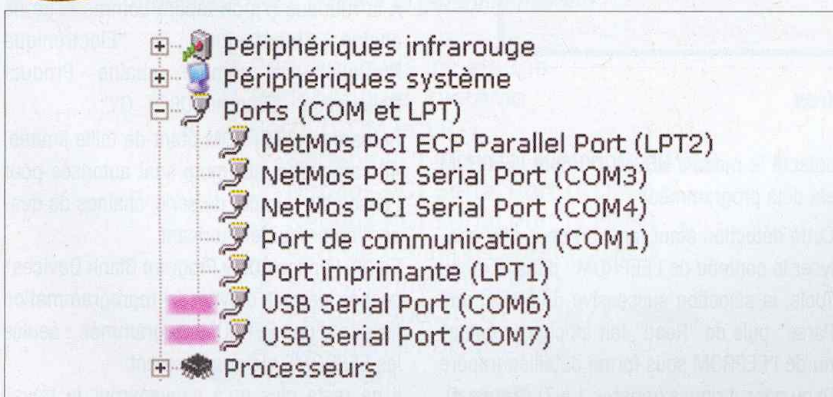 Périphériques infrarouge
Périphériques système
Ports (COM et LPT)
NetMos PCI ECP Parallel Port (LPT2)
NetMos PCI Serial Port (COM3)
NetMos PCI Serial Port (COM4)
Port de communication (COM1)
Port imprimante (LPT1)
USB Serial Port (COM6)
USB Serial Port (COM7)
Processeurs